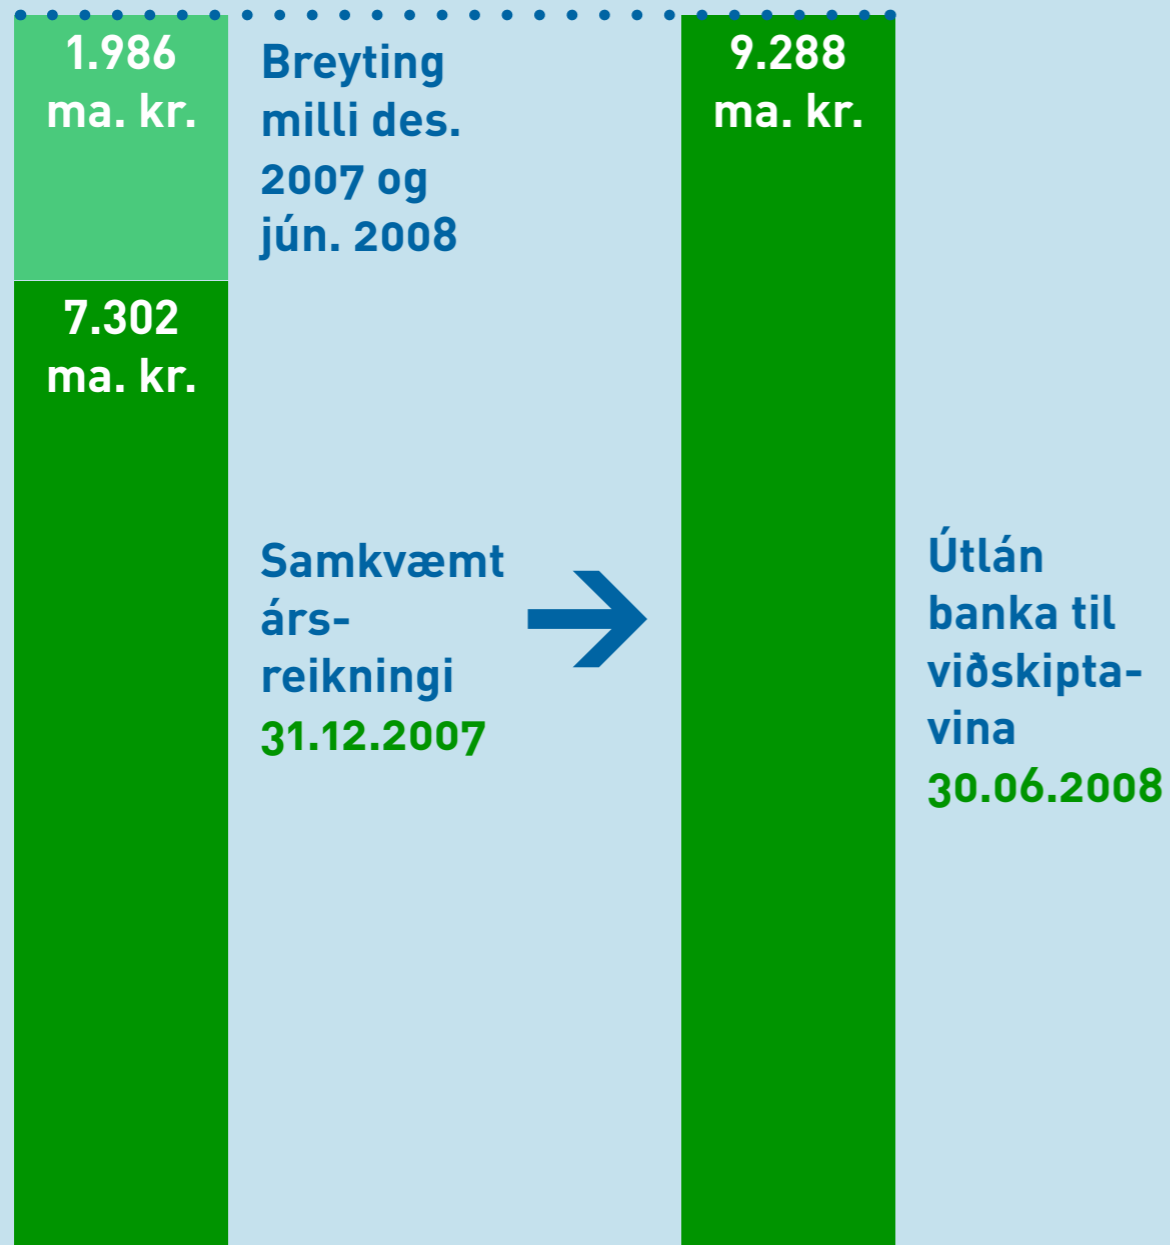 1.986
ma. kr.
Breyting
milli des.
2007 og
jún. 2008
7.302
ma. kr.
Samkvæmt
árs-
reikningi
31.12.2007
9.288
ma. kr.
Útlán
banka til
viðskipta-
vina
30.06.2008